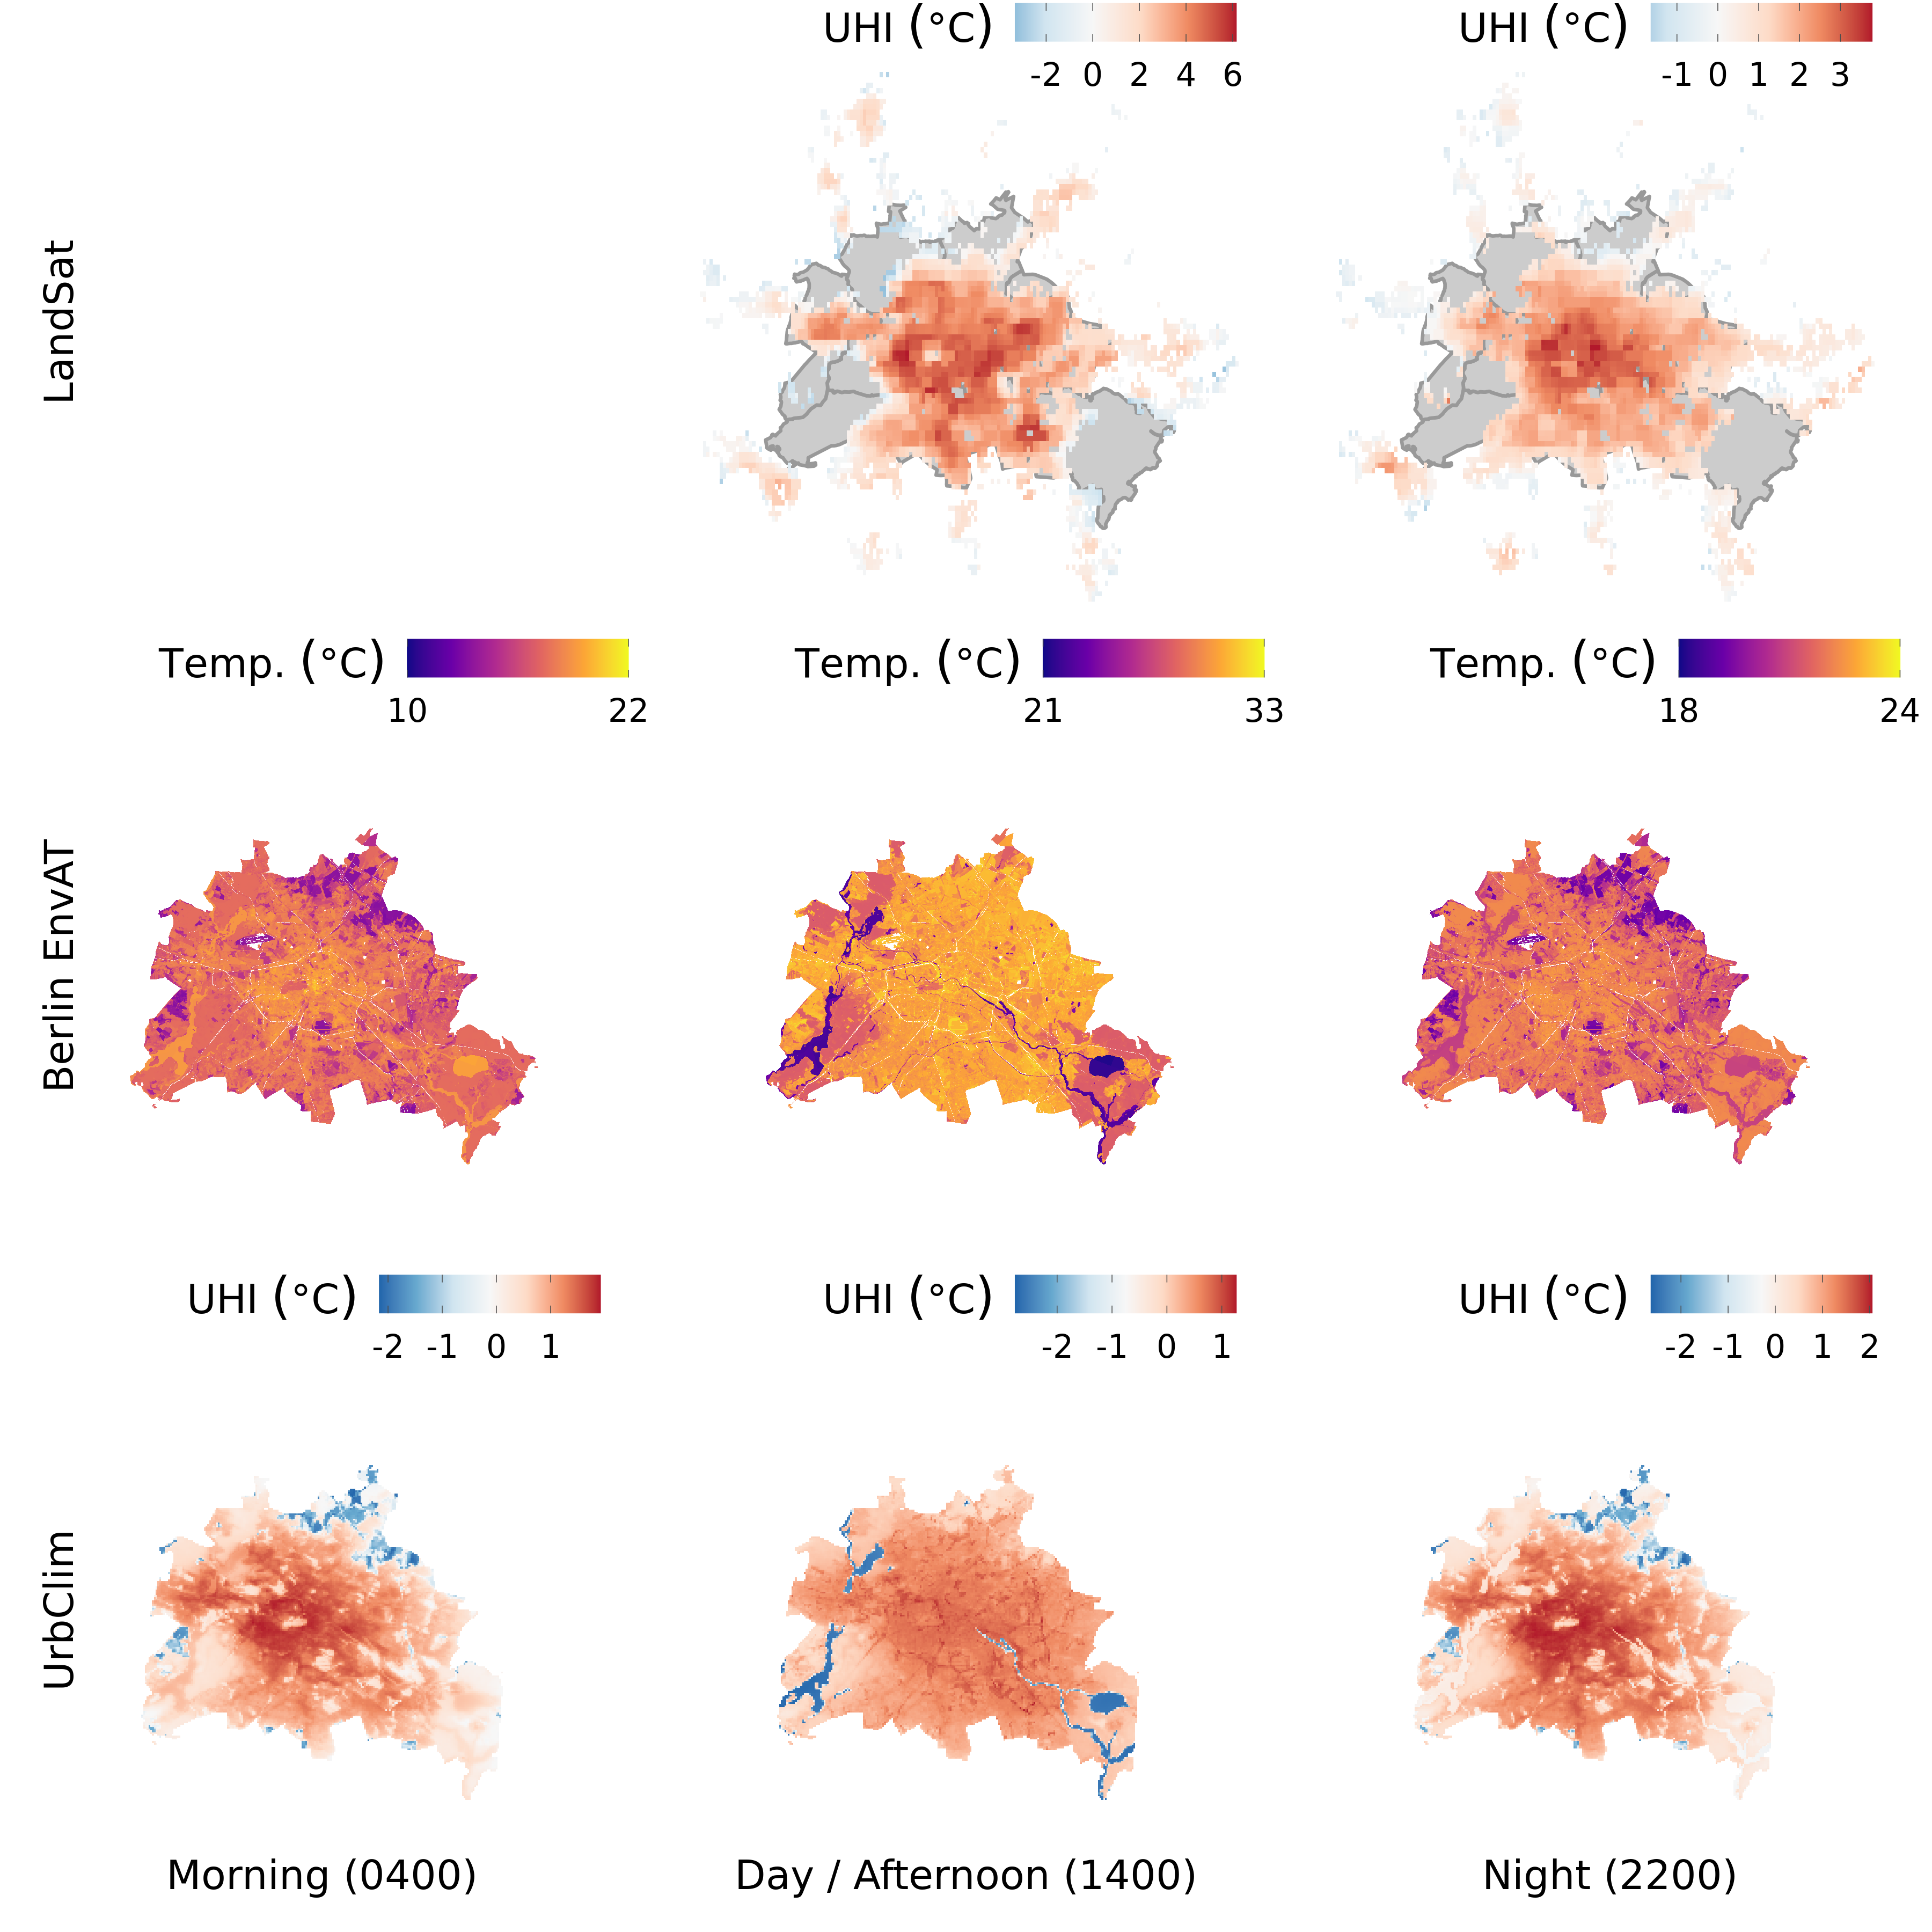 UHI (°C)
-2 0 2 4 6
UHI (°C)
-1 0 1 2 3
LandSat
Temp. (°C)
10 22
Temp. (°C)
21 33
Temp. (°C)
18 24
Berlin EnvAT
UHI (°C)
-2 -1 0 1
UHI (°C)
-2 -1 0 1
UHI (°C)
-2 -1 0 1 2
UrbClim
Morning (0400)
Day / Afternoon (1400)
Night (2200)